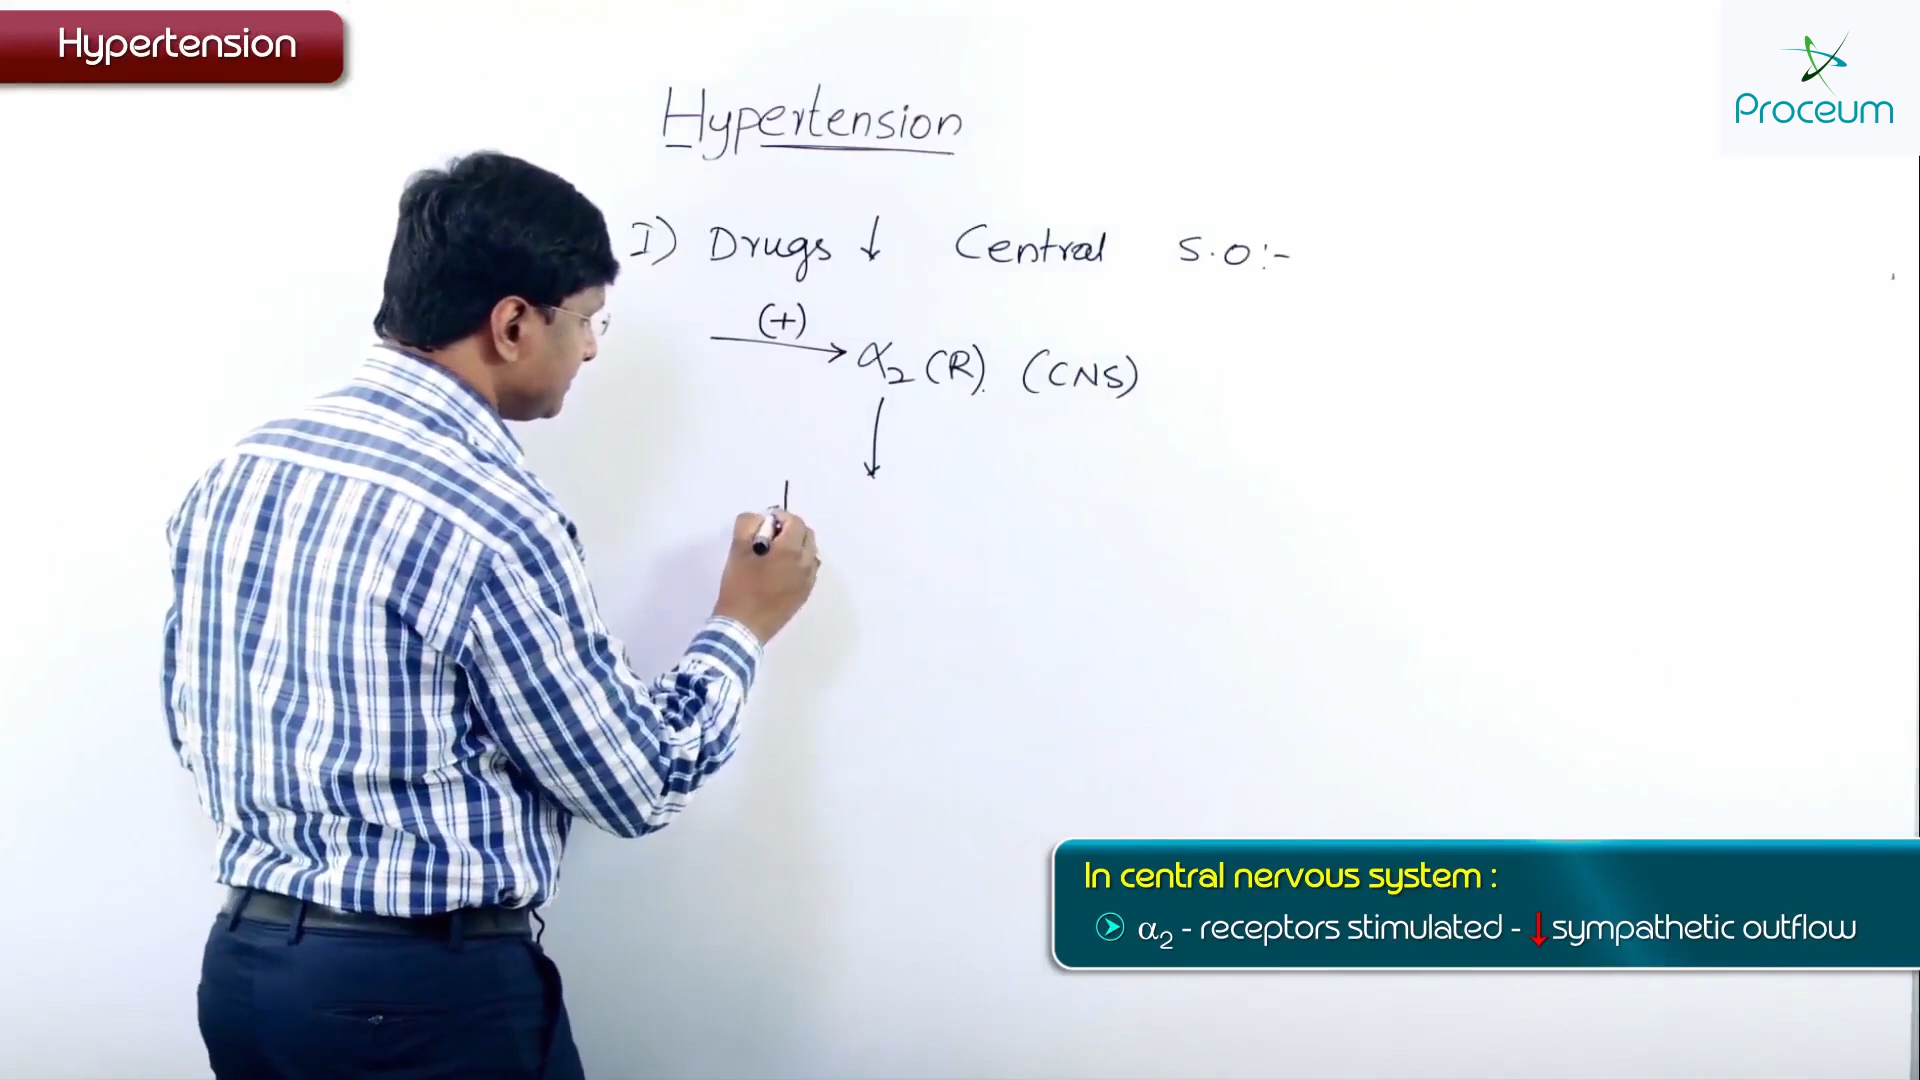 Hypertension
Proceum
Hypertension
I) Drugs ↓ Central S.O:-
(+)
α2 (R). (CNS)
In central nervous system :
α2 - receptors stimulated - ↓ sympathetic outflow